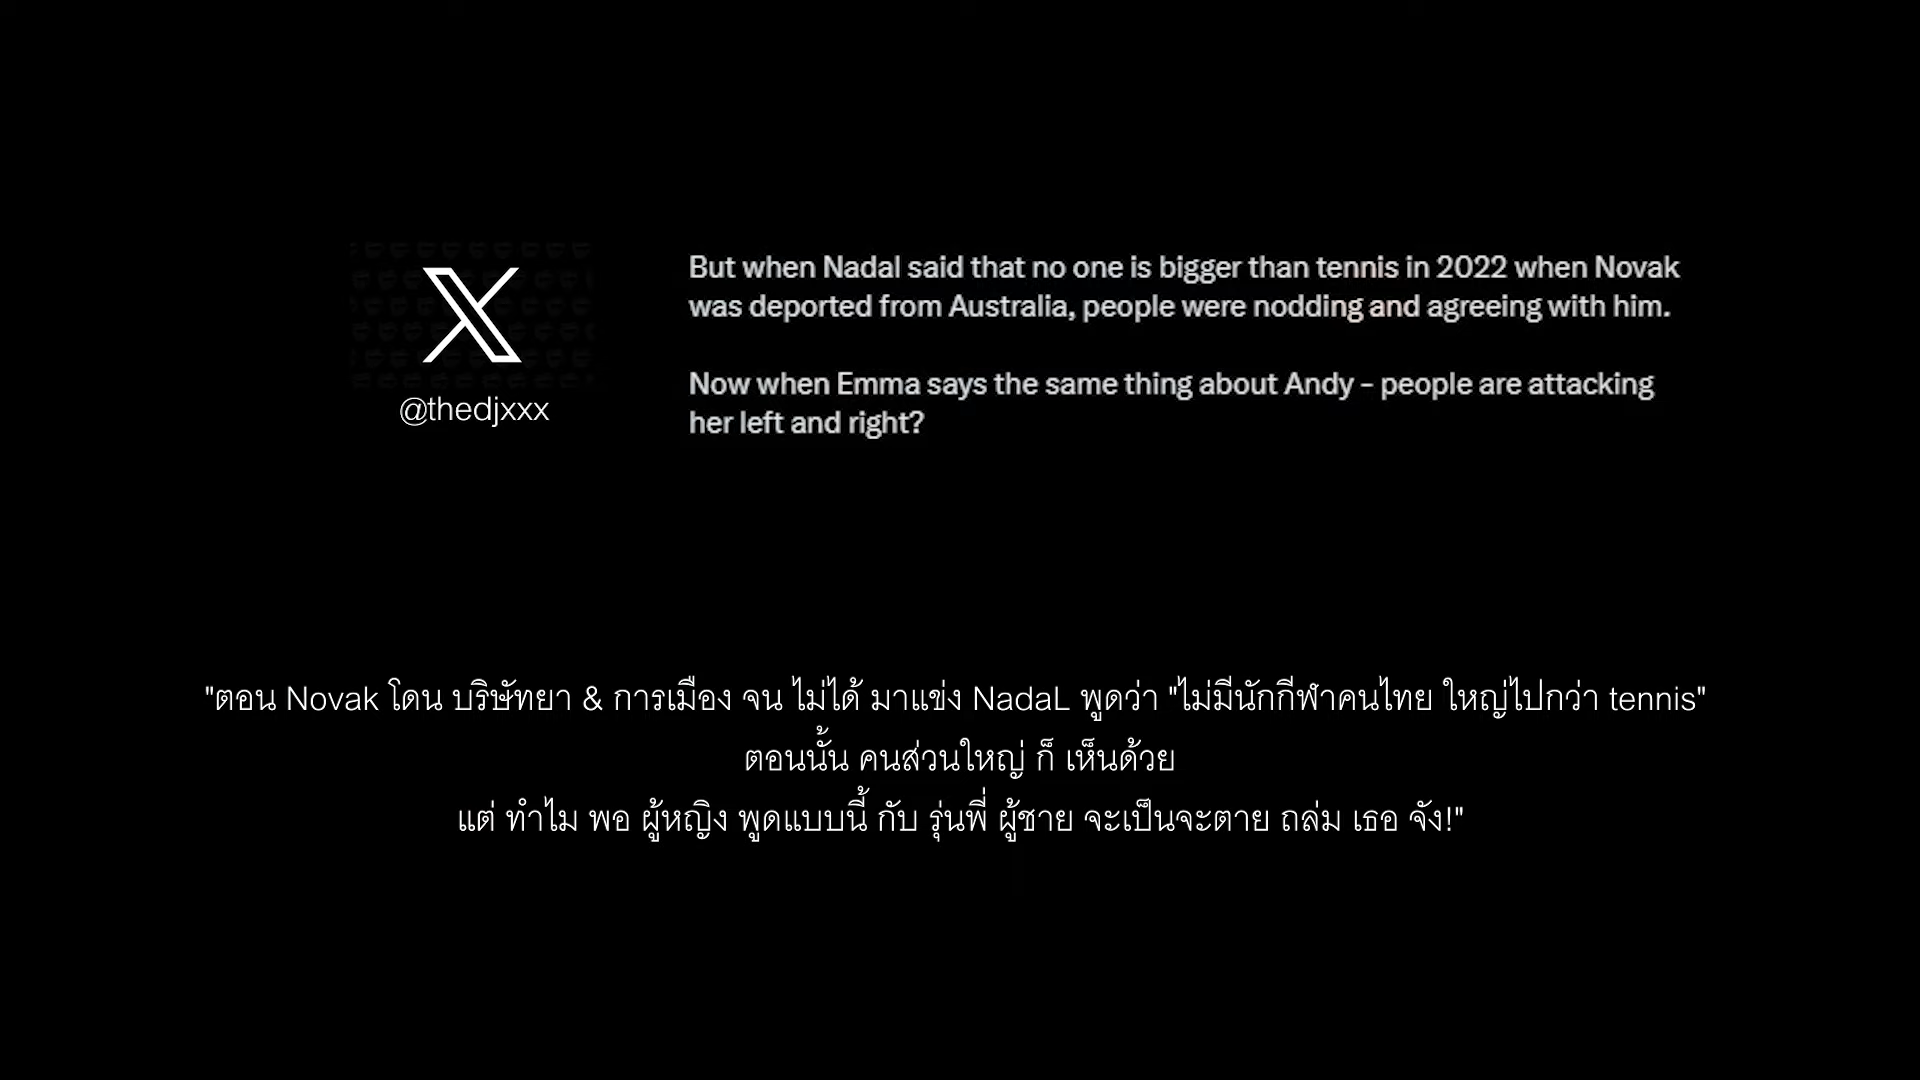 But when Nadal said that no one is bigger than tennis in 2022 when Novak
was deported from Australia, people were nodding and agreeing with him.
Now when Emma says the same thing about Andy - people are attacking
her left and right?
@thedjxxx
"ตอน Novak โดน บริษัทยา & การเมือง จน ไม่ได้ มาแข่ง NadaL พูดว่า "ไม่มีนักกีฬาคนไทย ใหญ่ไปกว่า tennis"
ตอนนั้น คนส่วนใหญ่ ก็ เห็นด้วย
แต่ ทำไม พอ ผู้หญิง พูดแบบนี้ กับ รุ่นพี่ ผู้ชาย จะเป็นจะตาย ถล่ม เธอ จัง!"